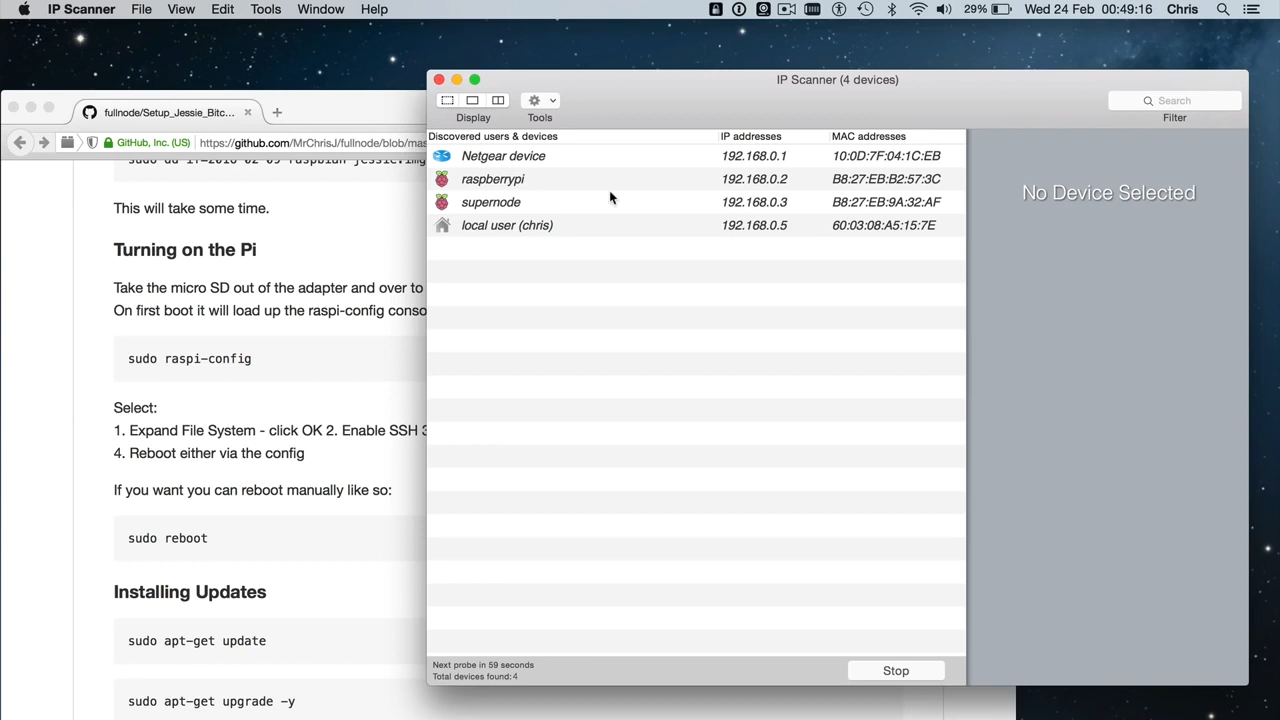 IP Scanner File View Edit Tools Window Help 29% Wed 24 Feb 00:49:16 Chris
IP Scanner (4 devices)
Display Tools Search Filter
fullnode/Setup_Jessie_Bitc...
GitHub, Inc. (US) https://github.com/MrChrisJ/fullnode/blob/mas
This will take some time.
Turning on the Pi
Take the micro SD out of the adapter and over to
On first boot it will load up the raspi-config conso
sudo raspi-config
Select:
1. Expand File System - click OK 2. Enable SSH 3
4. Reboot either via the config
If you want you can reboot manually like so:
sudo reboot
Installing Updates
sudo apt-get update
sudo apt-get upgrade -y
Discovered users & devices IP addresses MAC addresses
Netgear device 192.168.0.1 10:0D:7F:04:1C:EB
raspberrypi 192.168.0.2 B8:27:EB:B2:57:3C
supernode 192.168.0.3 B8:27:EB:9A:32:AF
local user (chris) 192.168.0.5 60:03:08:A5:15:7E
No Device Selected
Next probe in 59 seconds
Total devices found: 4
Stop